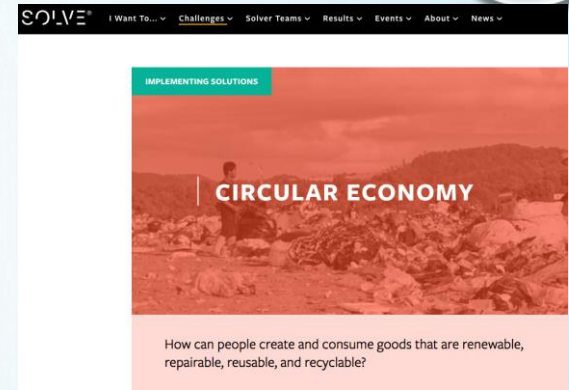 SOLVE®
I Want To... Challenges Solver Teams Results Events About News
IMPLEMENTING SOLUTIONS
CIRCULAR ECONOMY
How can people create and consume goods that are renewable,
repairable, reusable, and recyclable?